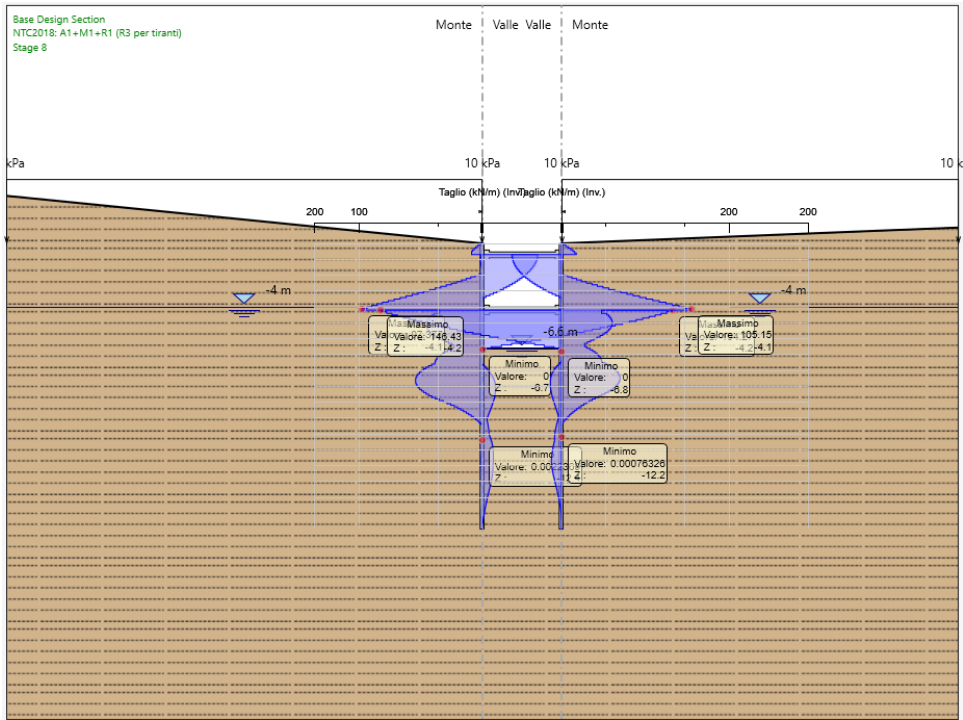 Base Design Section
NTC2018: A1+M1+R1 (R3 per tiranti)
Stage 8
Monte Valle Valle Monte
kPa 10 kPa 10 kPa 10 k
Taglio (kN/m) (Inv. Taglio (kN/m) (Inv.)
200 100 200 200
-4 m -4 m
-6.6 m
Massimo
146.43
Z : -4.2
Massimo
Valore: 105.15
Z : -4.1
Minimo
Valore: 0
Z : -6.7
Minimo
Valore: 0
Z : -6.8
Minimo
Valore:
Z :
Minimo
Valore: 0.00076326
Z : -12.2